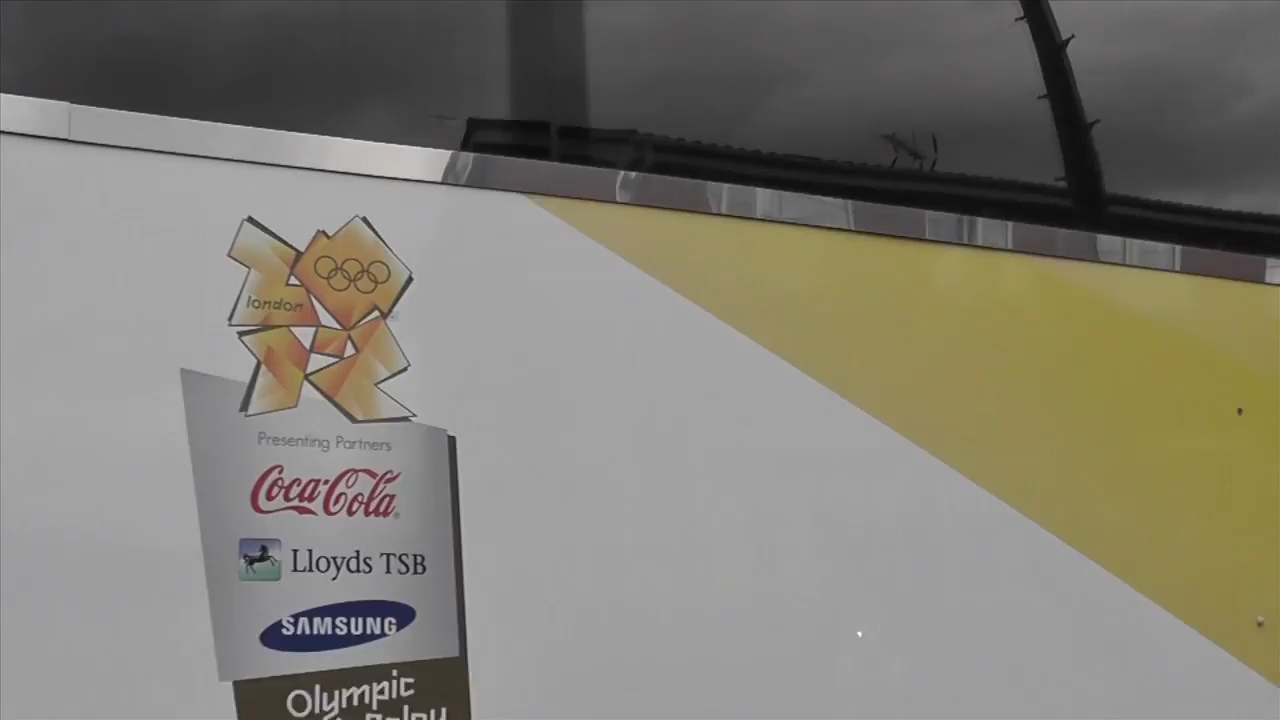 london
Presenting Partners
Coca-Cola
Lloyds TSB
SAMSUNG
Olympic